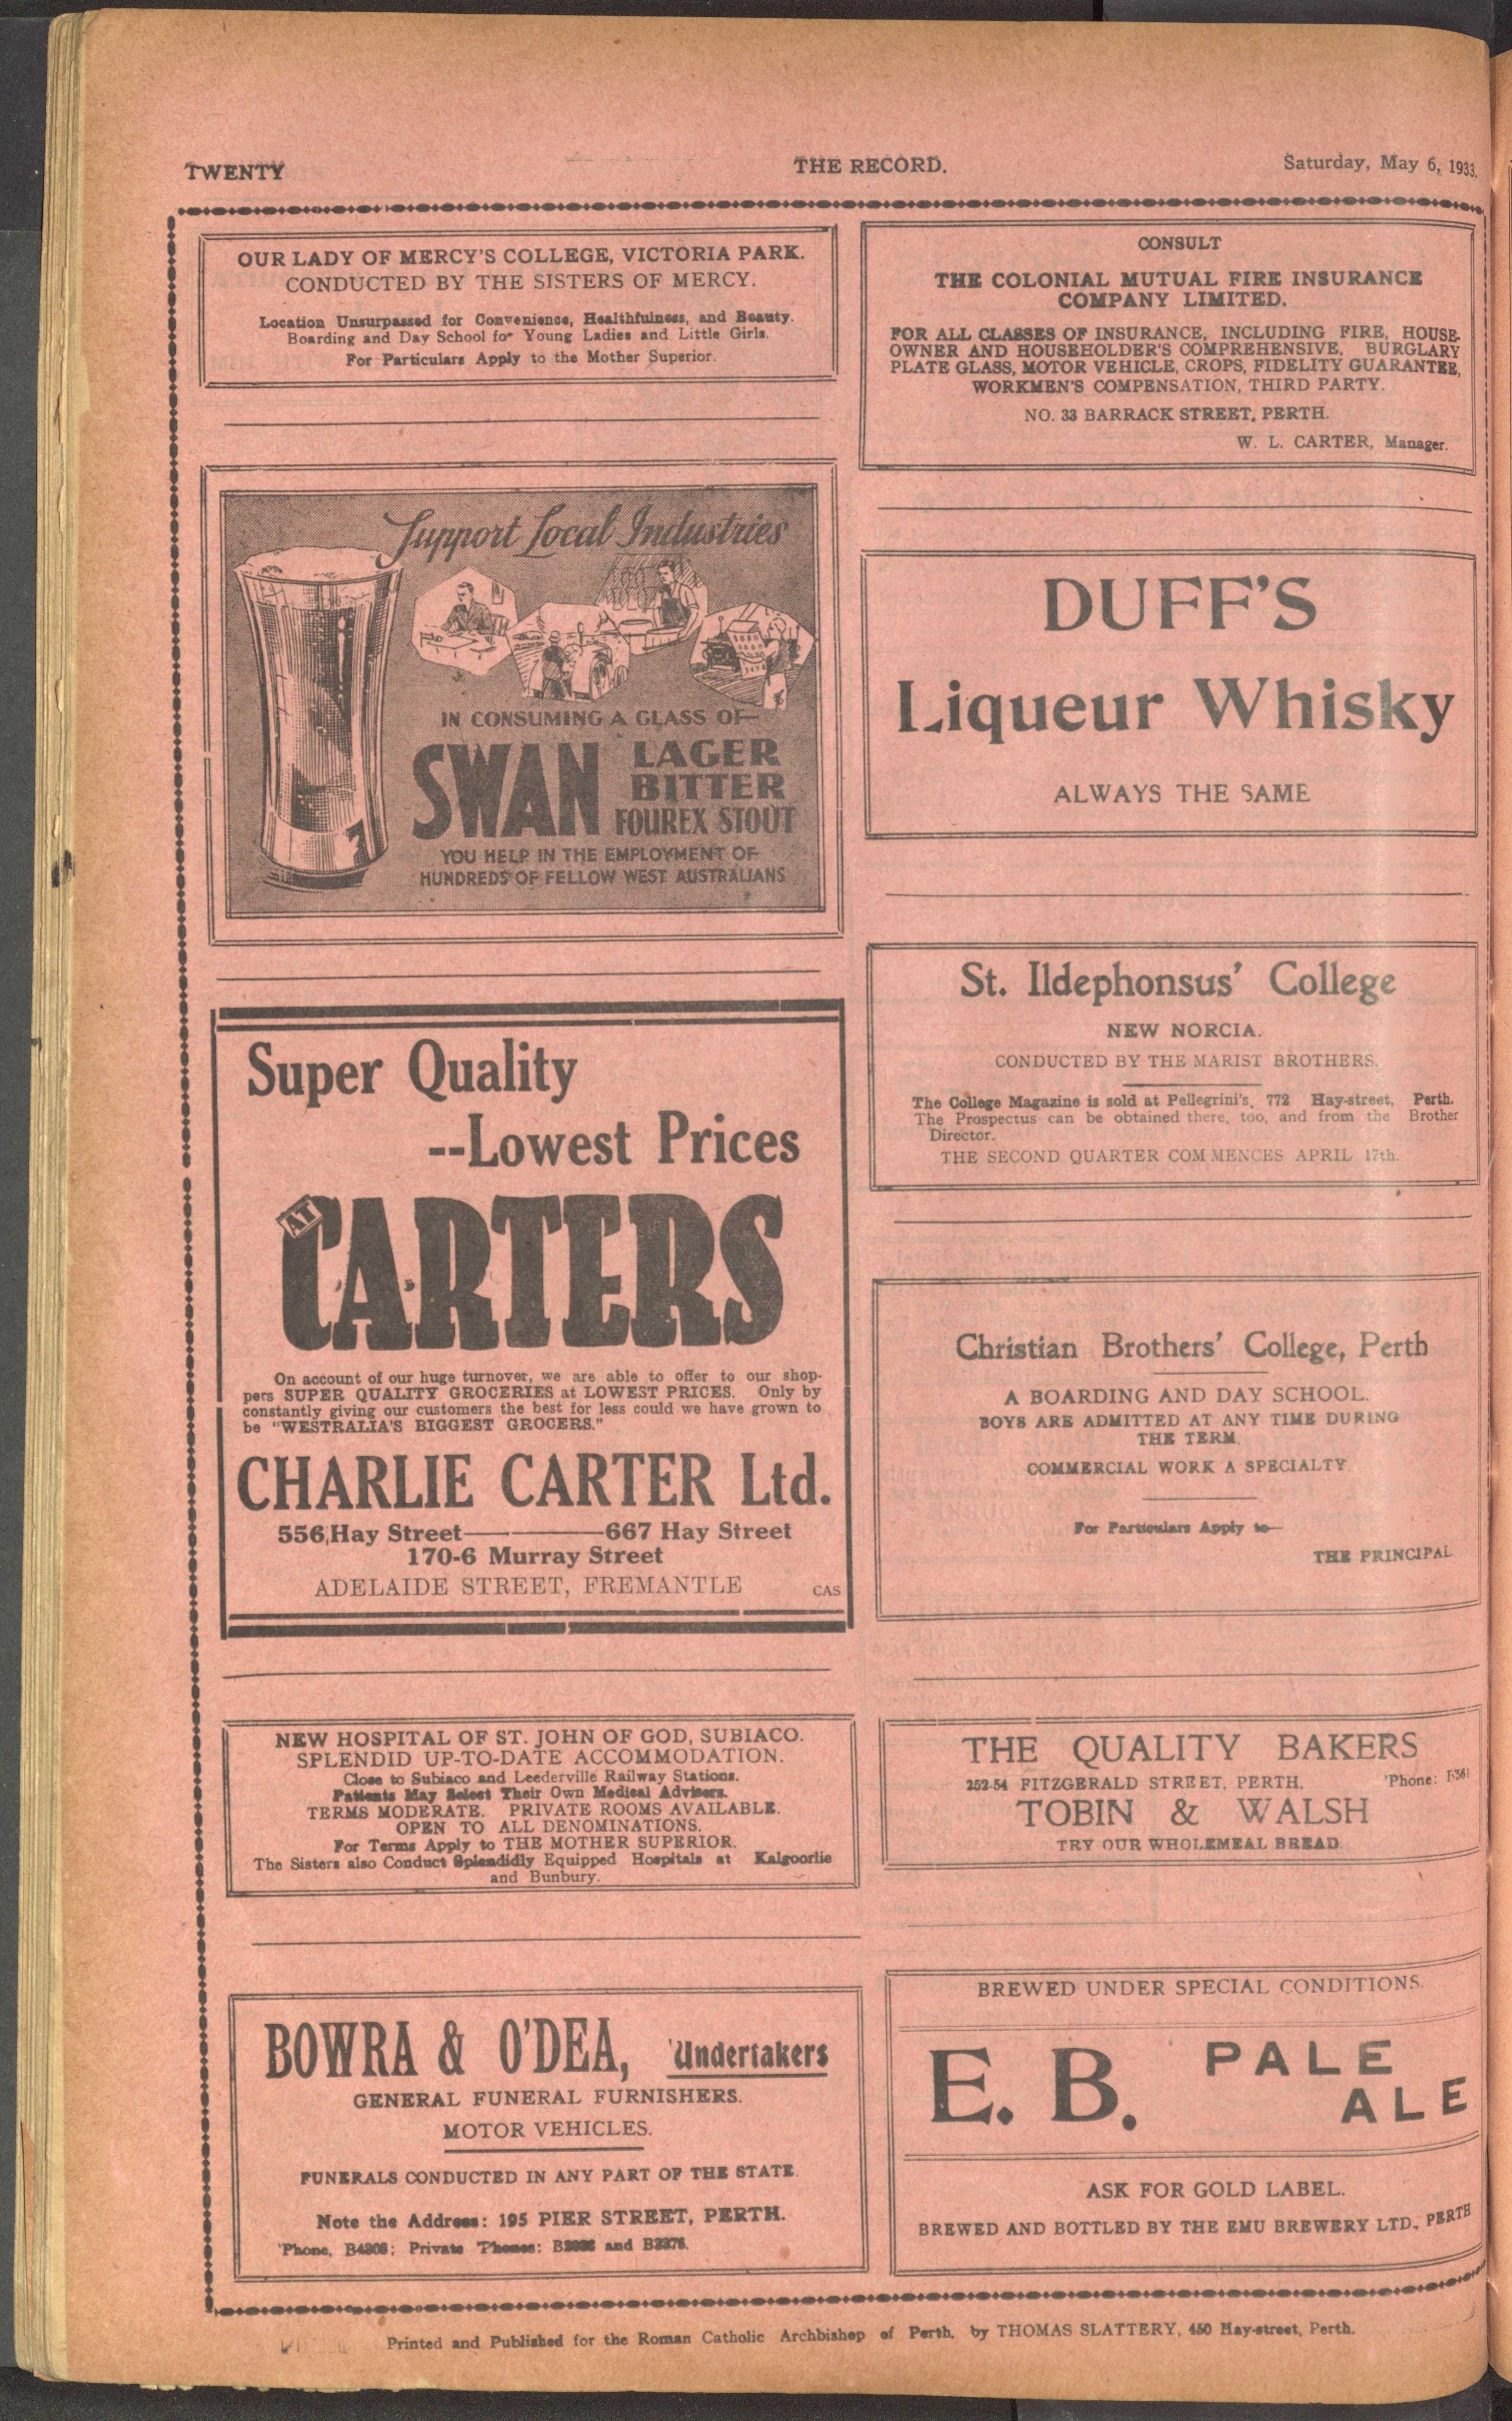 TWENTY
THE RECORD.
Saturday, May 6, 1933.
OUR LADY OF MERCY'S COLLEGE, VICTORIA PARK.
CONDUCTED BY THE SISTERS OF MERCY.
Location Unsurpassed for Convenience, Healthfulness, and Beauty.
Boarding and Day School for Young Ladies and Little Girls.
For Particulars Apply to the Mother Superior.
Support Local Industries
IN CONSUMING A GLASS OF
SWAN LAGER
BITTER
FOUREX STOUT
YOU HELP IN THE EMPLOYMENT OF
HUNDREDS OF FELLOW WEST AUSTRALIANS
Super Quality
--Lowest Prices
AT
CARTERS
On account of our huge turnover, we are able to offer to our shop-
pers SUPER QUALITY GROCERIES at LOWEST PRICES. Only by
constantly giving our customers the best for less could we have grown to
be "WESTRALIA'S BIGGEST GROCERS."
CHARLIE CARTER Ltd.
556 Hay Street——667 Hay Street
170-6 Murray Street
ADELAIDE STREET, FREMANTLE
CAS
NEW HOSPITAL OF ST. JOHN OF GOD, SUBIACO.
SPLENDID UP-TO-DATE ACCOMMODATION.
Close to Subiaco and Leederville Railway Stations.
Patients May Select Their Own Medical Advisers.
TERMS MODERATE. PRIVATE ROOMS AVAILABLE.
OPEN TO ALL DENOMINATIONS.
For Terms Apply to THE MOTHER SUPERIOR.
The Sisters also Conduct Splendidly Equipped Hospitals at Kalgoorlie
and Bunbury.
BOWRA & O'DEA, Undertakers
GENERAL FUNERAL FURNISHERS.
MOTOR VEHICLES.
FUNERALS CONDUCTED IN ANY PART OF THE STATE.
Note the Address: 195 PIER STREET, PERTH.
'Phone, B4308; Private 'Phones: and B2376.
CONSULT
THE COLONIAL MUTUAL FIRE INSURANCE
COMPANY LIMITED.
FOR ALL CLASSES OF INSURANCE, INCLUDING FIRE, HOUSE-
OWNER AND HOUSEHOLDER'S COMPREHENSIVE, BURGLARY
PLATE GLASS, MOTOR VEHICLE, CROPS, FIDELITY GUARANTEE,
WORKMEN'S COMPENSATION, THIRD PARTY.
NO. 33 BARRACK STREET, PERTH.
W. L. CARTER, Manager.
DUFF'S
Liqueur Whisky
ALWAYS THE SAME
St. Ildephonsus' College
NEW NORCIA.
CONDUCTED BY THE MARIST BROTHERS.
The College Magazine is sold at Pellegrini's, 772 Hay-street, Perth.
The Prospectus can be obtained there, too, and from the Brother
Director.
THE SECOND QUARTER COMMENCES APRIL 17th.
Christian Brothers' College, Perth
A BOARDING AND DAY SCHOOL.
BOYS ARE ADMITTED AT ANY TIME DURING
THE TERM.
COMMERCIAL WORK A SPECIALTY.
For Particulars Apply to—
THE PRINCIPAL
THE QUALITY BAKERS
252-54 FITZGERALD STREET, PERTH. 'Phone:
TOBIN & WALSH
TRY OUR WHOLEMEAL BREAD.
BREWED UNDER SPECIAL CONDITIONS.
E. B. PALE
ALE
ASK FOR GOLD LABEL.
BREWED AND BOTTLED BY THE EMU BREWERY LTD., PERTH
Printed and Published for the Roman Catholic Archbishop of Perth, by THOMAS SLATTERY, 450 Hay-street, Perth.